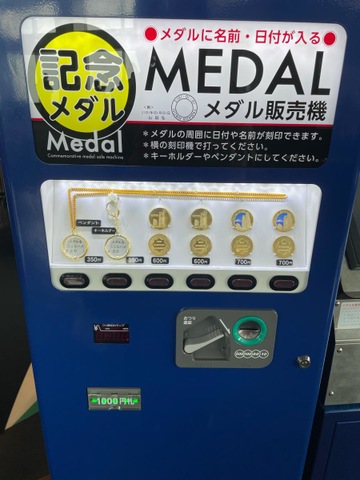 ●メダルに名前・日付が入る●
記念
メダル
Medal
Commemorative medal sale machine
MEDAL
メダル販売機
＊メダルの周囲に日付や名前が刻印できます。
＊横の刻印機で打ってください。
＊キーホルダーやペンダントにしてください。
ペンダント
キーホルダー
350円
350円
600円
600円
700円
700円
おつり
返却
1000円札